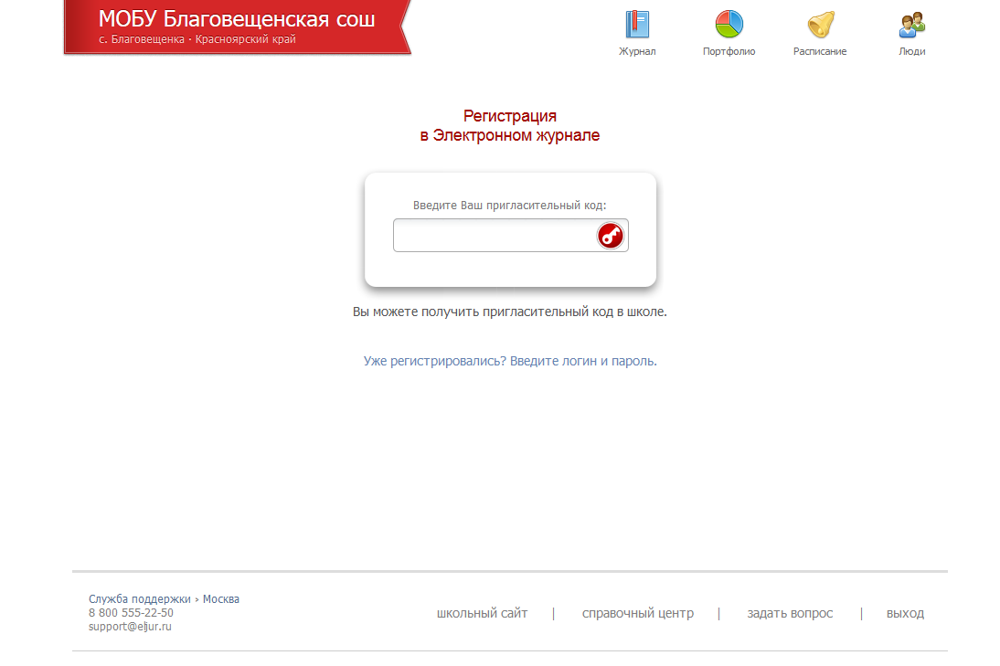 МОБУ Благовещенская сош
с. Благовещенка · Красноярский край
Журнал
Портфолио
Расписание
Люди
Регистрация
в Электронном журнале
Введите Ваш пригласительный код:
Вы можете получить пригласительный код в школе.
Уже регистрировались? Введите логин и пароль.
Служба поддержки › Москва
8 800 555-22-50
support@eljur.ru
школьный сайт | справочный центр | задать вопрос | выход